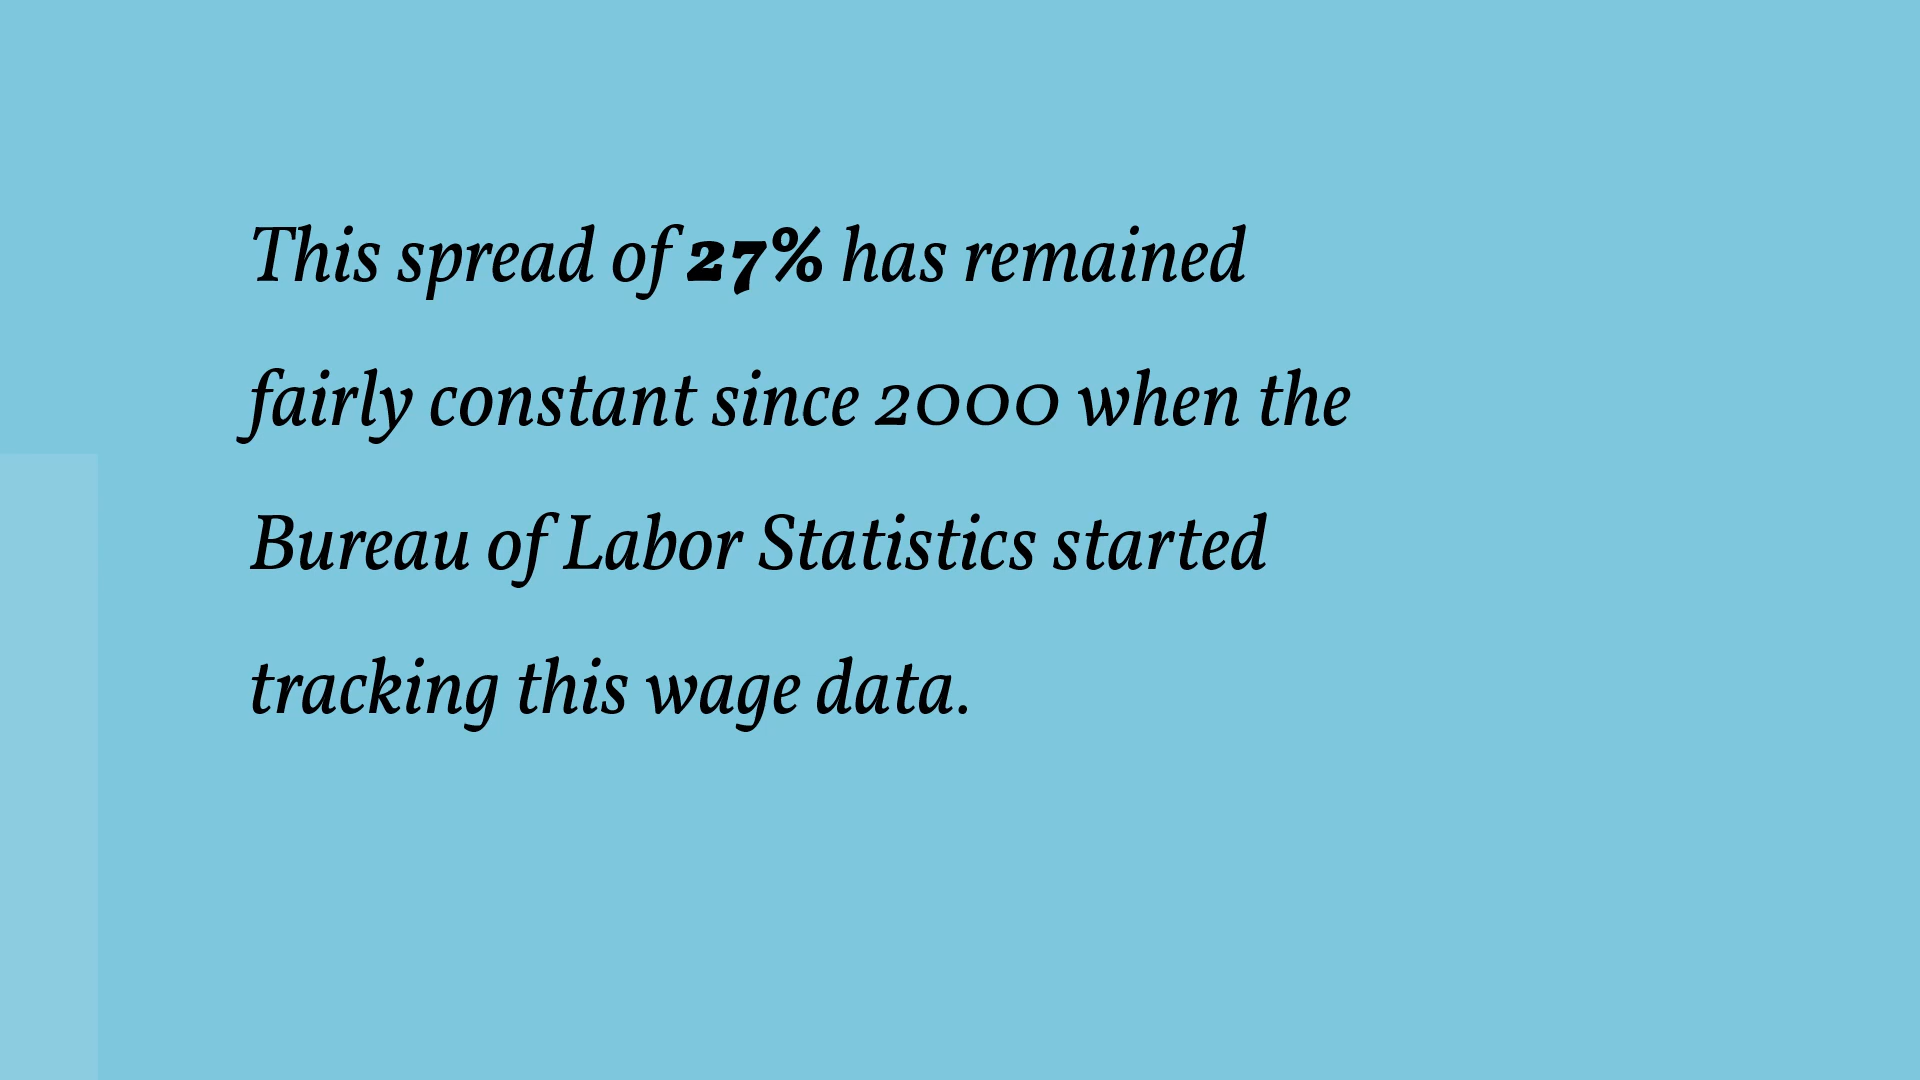 This spread of 27% has remained
fairly constant since 2000 when the
Bureau of Labor Statistics started
tracking this wage data.